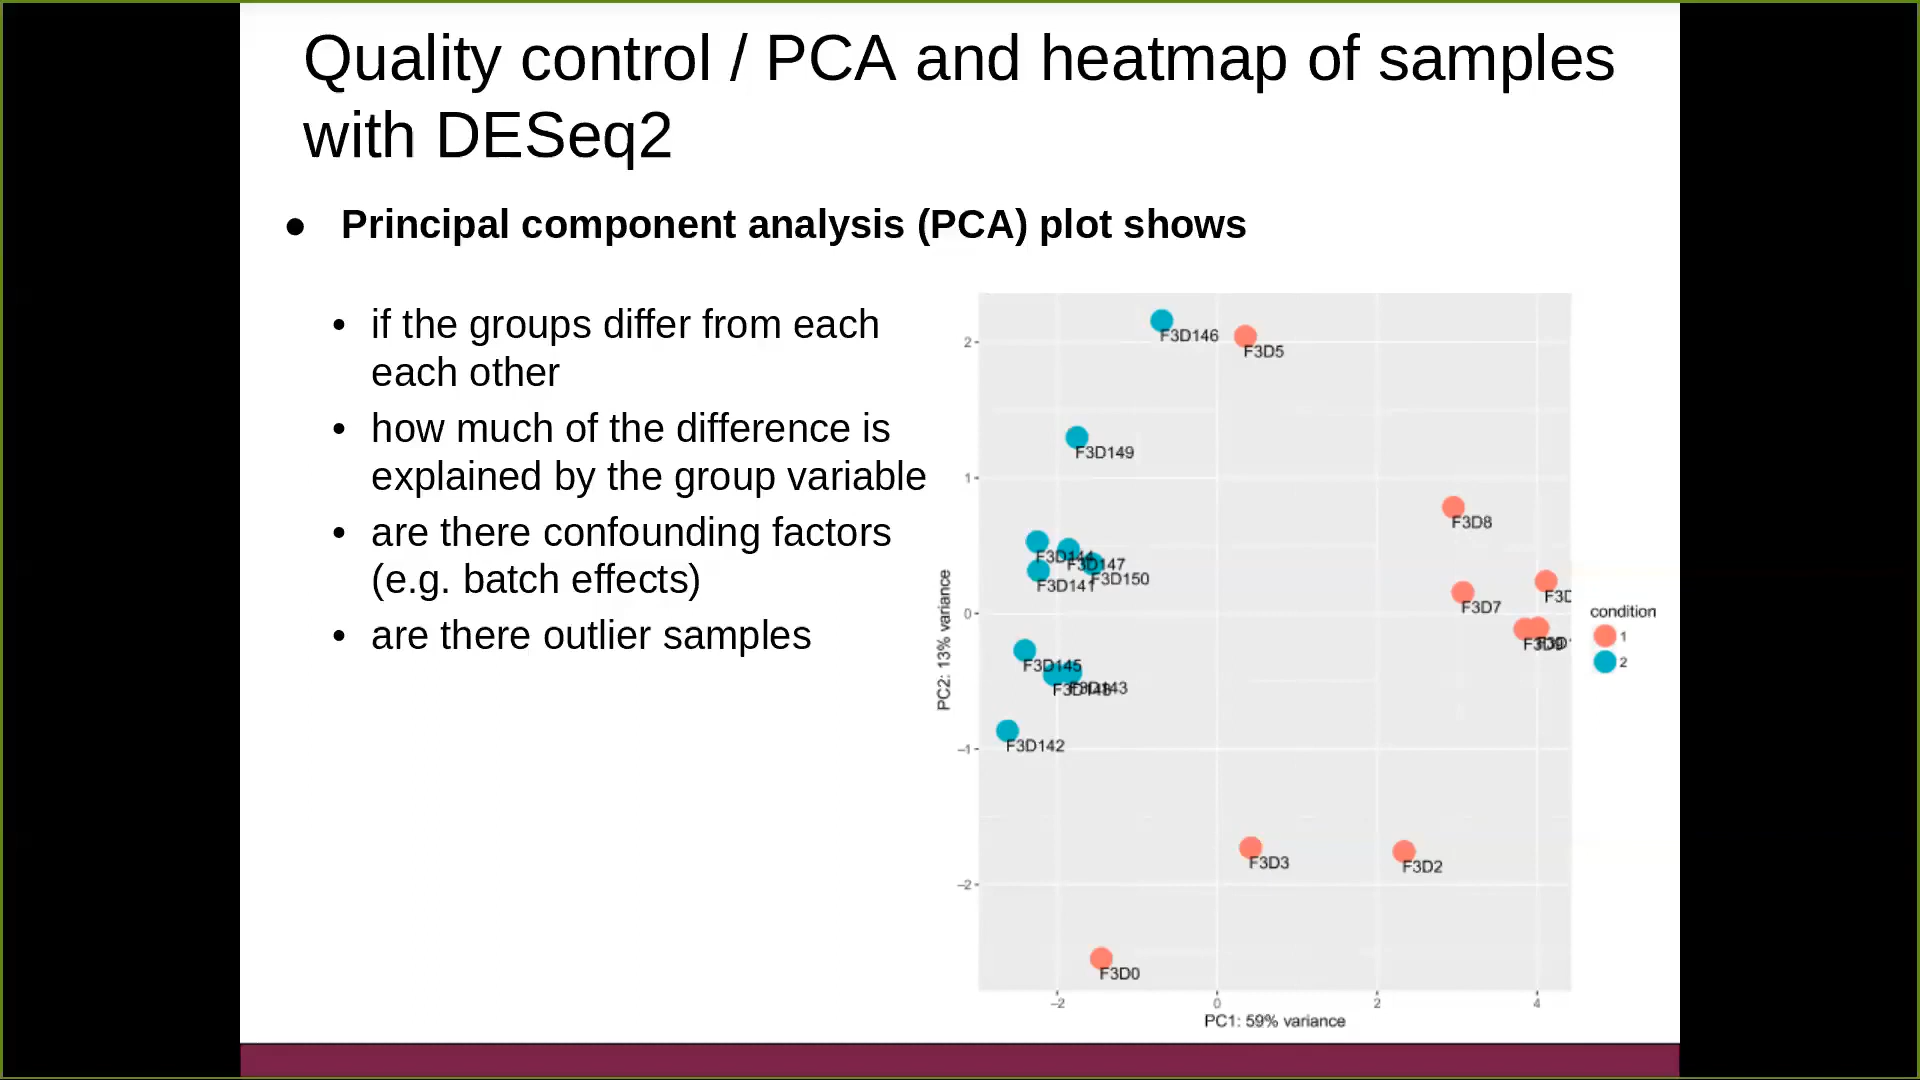 Quality control / PCA and heatmap of samples
with DESeq2
● Principal component analysis (PCA) plot shows
• if the groups differ from each
each other
• how much of the difference is
explained by the group variable
• are there confounding factors
(e.g. batch effects)
• are there outlier samples
F3D146
F3D5
F3D149
F3D8
F3D144
F3D147
F3D150
F3D141
F3D7
F3D145
F3D143
F3D142
F3D3
F3D2
F3D0
2
1
0
−1
−2
PC2: 13% variance
−2 0 2 4
PC1: 59% variance
condition
1
2